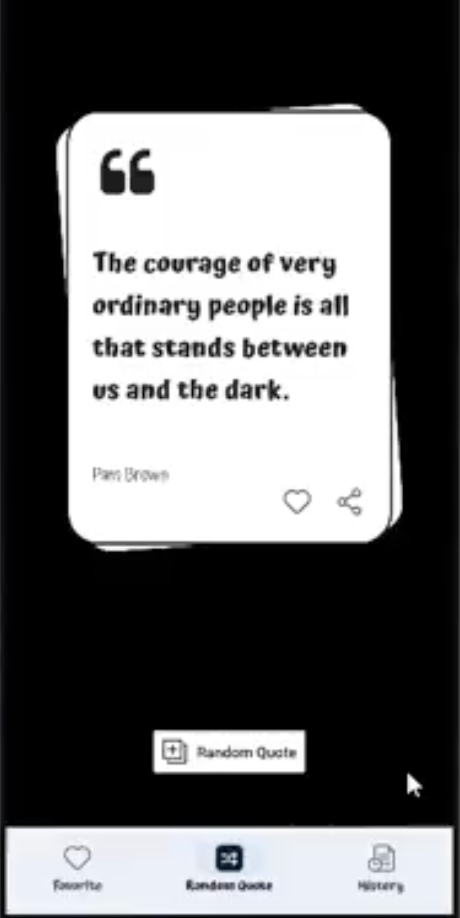 The courage of very
ordinary people is all
that stands between
us and the dark.
Pam Brown
Random Quote
Favorite
Random Quote
History